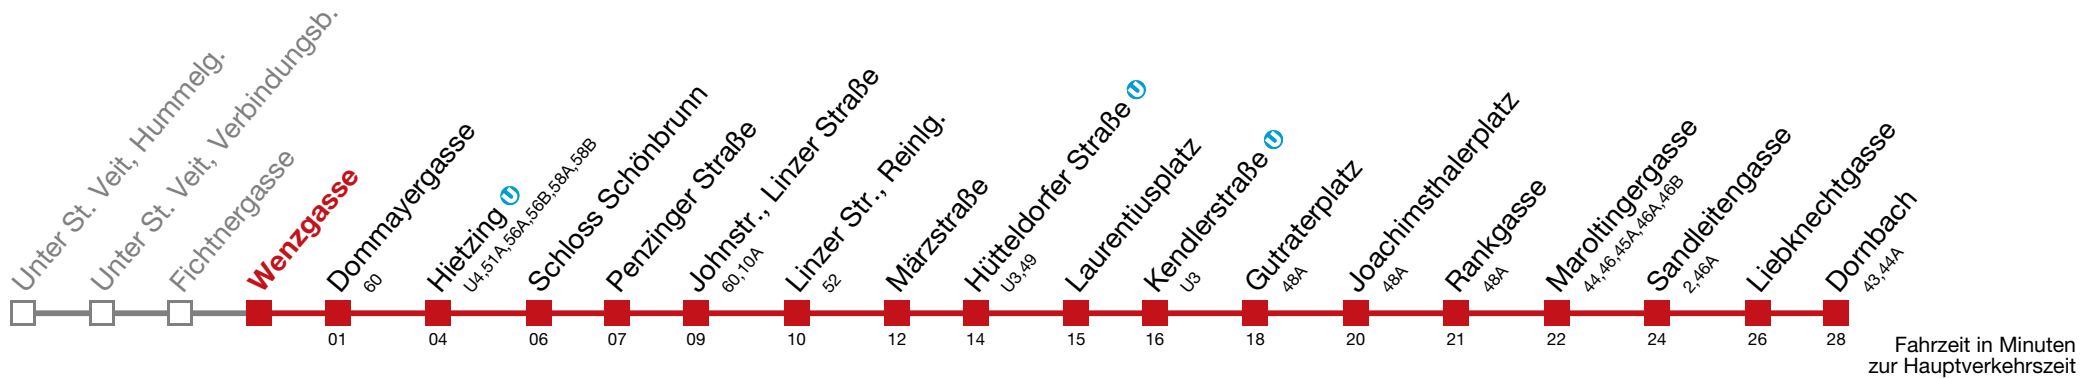 Unter St. Veit, Hummelg.
Unter St. Veit, Verbindungsb.
Fichtnergasse
Wenzgasse
Dommayergasse
60
Hietzing U
U4,51A,56A,56B,58A,58B
Schloss Schönbrunn
Penzinger Straße
Johnstr., Linzer Straße
60,10A
Linzer Str., Reinlg.
52
Märzstraße
Hütteldorfer Straße U
U3,49
Laurentiusplatz
Kendlerstraße U
U3
Gutraterplatz
48A
Joachimsthalerplatz
48A
Rankgasse
48A
Maroltingergasse
44,46,45A,46A,46B
Sandleitengasse
2,46A
Liebknechtgasse
Dornbach
43,44A
01 04 06 07 09 10 12 14 15 16 18 20 21 22 24 26 28
Fahrzeit in Minuten
zur Hauptverkehrszeit